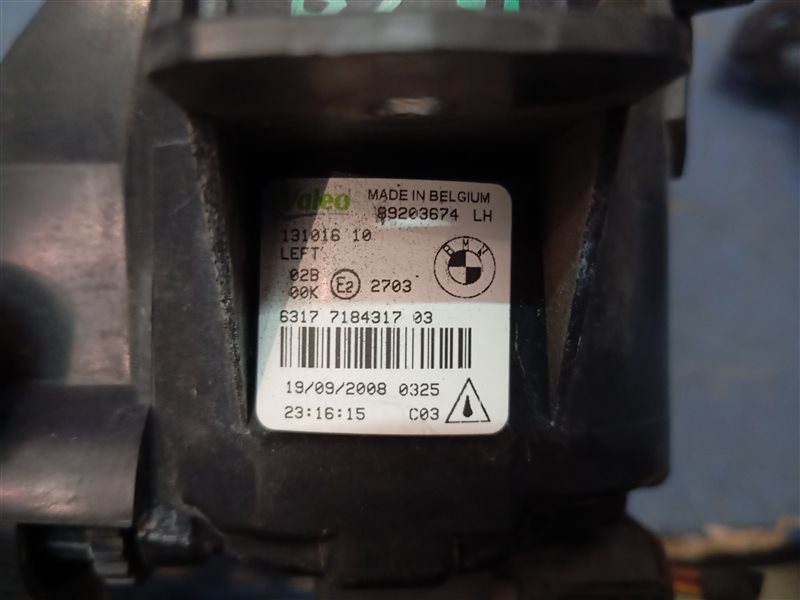 Valeo MADE IN BELGIUM
89203674 LH
131016 10
LEFT
BMW
02B
00K E2 2703
6317 7184317 03
19/09/2008 0325
23:16:15 C03